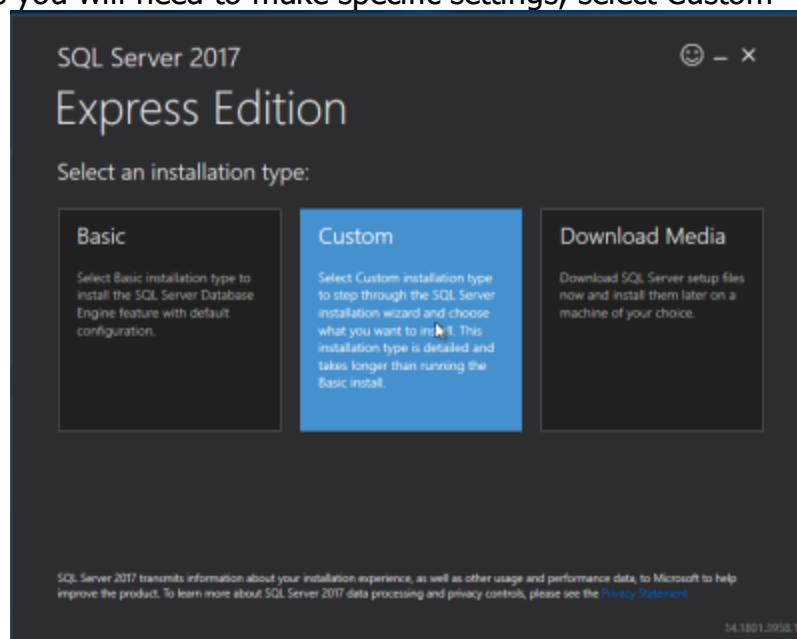 you will need to make specific settings, select Custom
SQL Server 2017
Express Edition
Select an installation type:
Basic
Select Basic installation type to
install the SQL Server Database
Engine feature with default
configuration.
Custom
Select Custom installation type
to step through the SQL Server
installation wizard and choose
what you want to install. This
installation type is detailed and
takes longer than running the
Basic install.
Download Media
Download SQL Server setup files
now and install them later on a
machine of your choice.
SQL Server 2017 transmits information about your installation experience, as well as other usage and performance data, to Microsoft to help
improve the product. To learn more about SQL Server 2017 data processing and privacy controls, please see the Privacy Statement
14.1801.3958.1